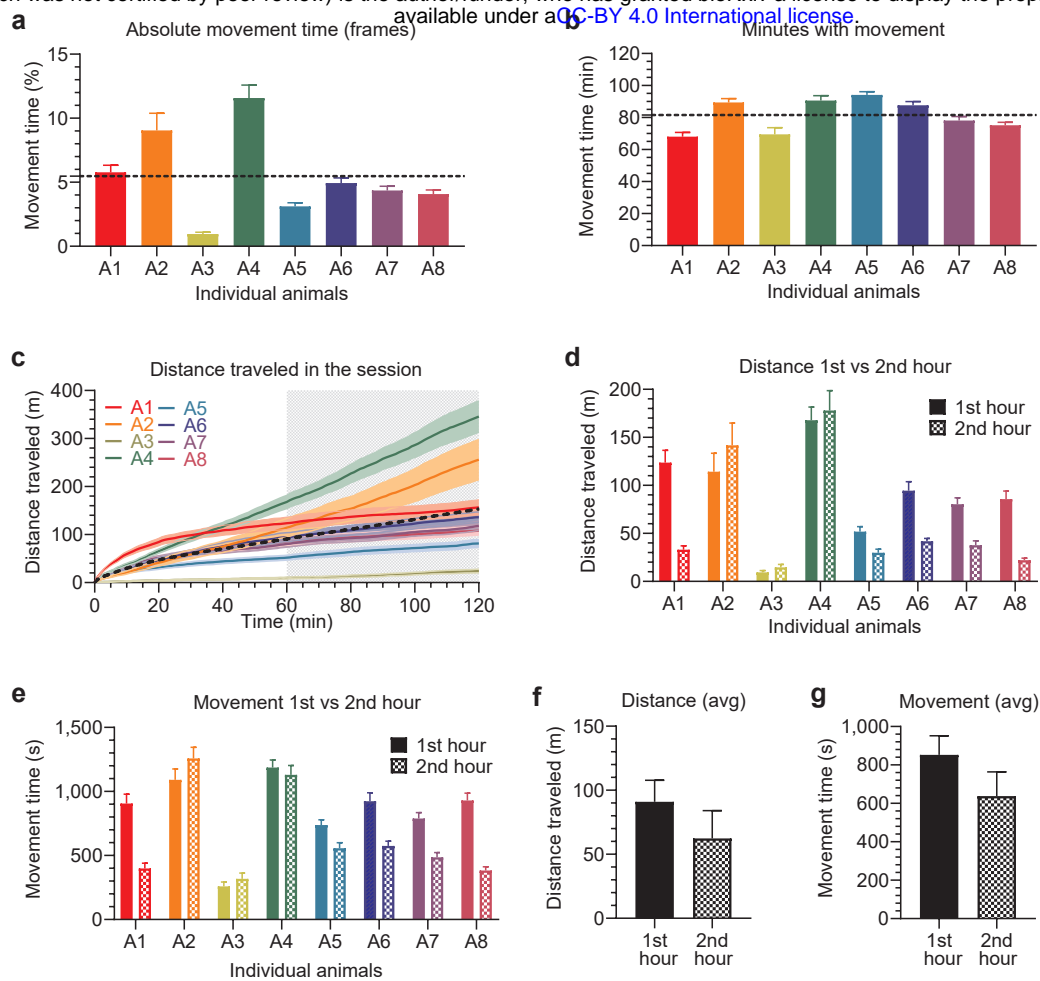 available under aCC-BY 4.0 International license.
a
Absolute movement time (frames)
Movement time (%)
15
10
5
0
A1 A2 A3 A4 A5 A6 A7 A8
Individual animals
b
Minutes with movement
Movement time (min)
120
100
80
60
40
20
0
A1 A2 A3 A4 A5 A6 A7 A8
Individual animals
c
Distance traveled in the session
Distance traveled (m)
400
300
200
100
0
A1 A5
A2 A6
A3 A7
A4 A8
0 20 40 60 80 100 120
Time (min)
d
Distance 1st vs 2nd hour
Distance traveled (m)
200
150
100
50
0
1st hour
2nd hour
A1 A2 A3 A4 A5 A6 A7 A8
Individual animals
e
Movement 1st vs 2nd hour
Movement time (s)
1,500
1,000
500
0
1st hour
2nd hour
A1 A2 A3 A4 A5 A6 A7 A8
Individual animals
f
Distance (avg)
Distance traveled (m)
150
100
50
0
1st 2nd
hour hour
g
Movement (avg)
Movement time (s)
1,000
800
600
400
200
0
1st 2nd
hour hour